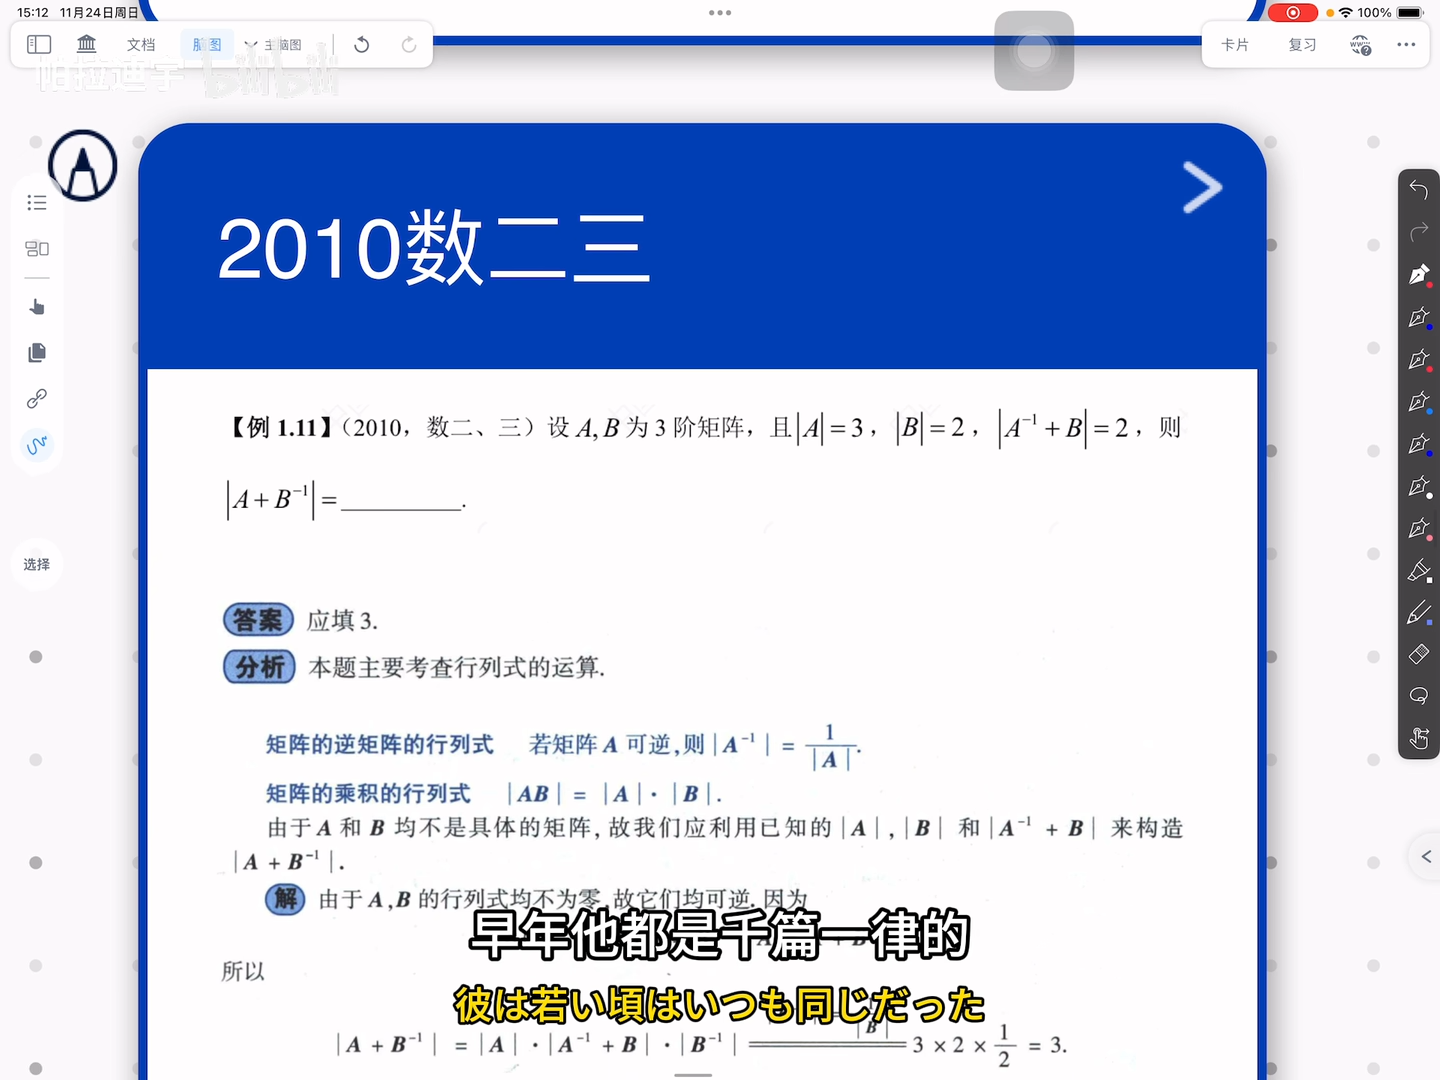 15:12 11月24日周日
100%
文档
脑图
主脑图
卡片
复习
帕拉迪宇 bilibili
2010数二三
【例 1.11】(2010，数二、三）设 A, B 为 3 阶矩阵，且|A| = 3，|B| = 2，|A⁻¹ + B| = 2，则
|A + B⁻¹| = ________.
选择
答案 应填 3.
分析 本题主要考查行列式的运算.
矩阵的逆矩阵的行列式 若矩阵 A 可逆,则 | A⁻¹ | = 1/| A |.
矩阵的乘积的行列式 | AB | = | A | · | B |.
由于 A 和 B 均不是具体的矩阵,故我们应利用已知的 | A |,| B | 和 | A⁻¹ + B | 来构造
| A + B⁻¹ |.
解 由于 A,B 的行列式均不为零,故它们均可逆.因为
早年他都是千篇一律的
所以
彼は若い頃はいつも同じだった
| A + B⁻¹ | = | A | · | A⁻¹ + B | · | B⁻¹ | ═══ 3 × 2 × 1/2 = 3.